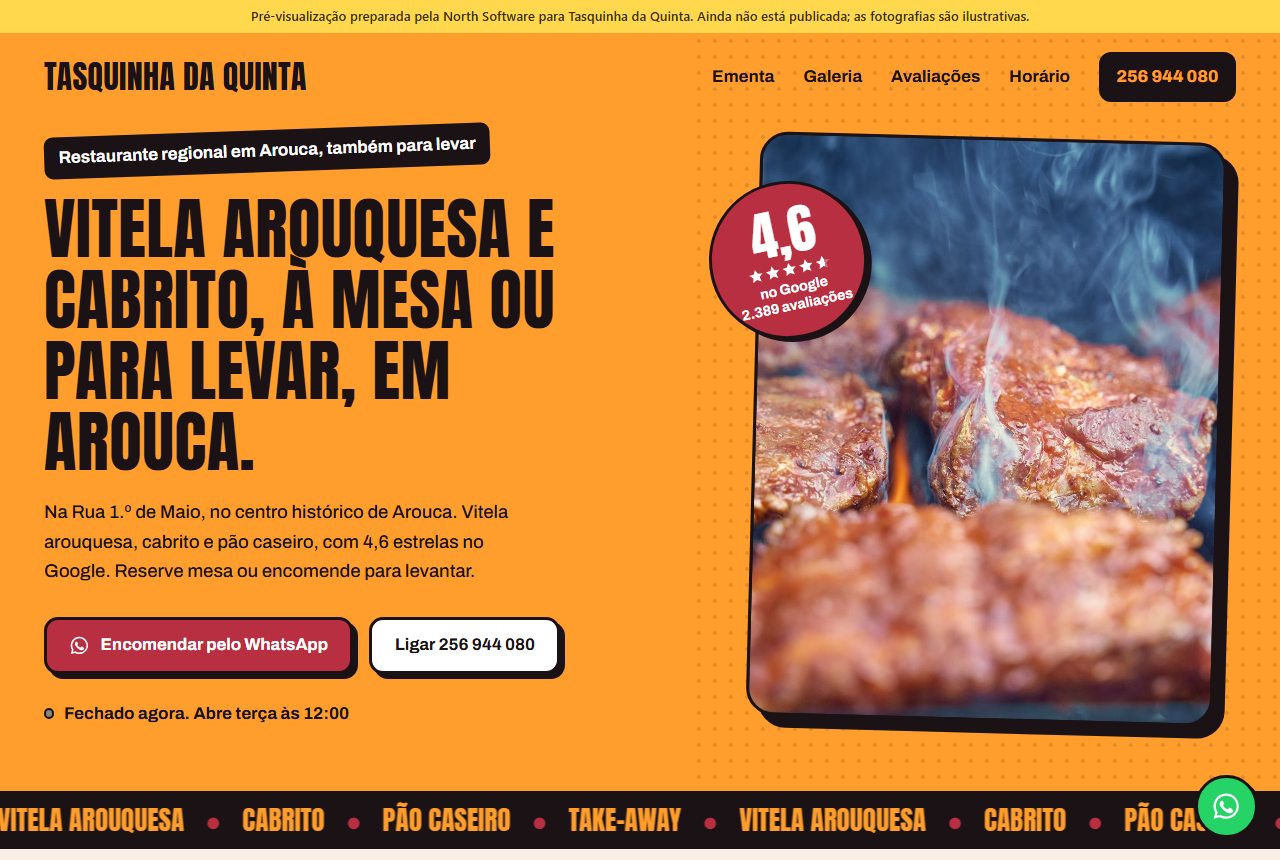 Pré-visualização preparada pela North Software para Tasquinha da Quinta. Ainda não está publicada; as fotografias são ilustrativas.
TASQUINHA DA QUINTA
Ementa
Galeria
Avaliações
Horário
256 944 080
Restaurante regional em Arouca, também para levar
VITELA AROUQUESA E
CABRITO, À MESA OU
PARA LEVAR, EM
AROUCA.
4,6
no Google
2.389 avaliações
Na Rua 1.º de Maio, no centro histórico de Arouca. Vitela
arouquesa, cabrito e pão caseiro, com 4,6 estrelas no
Google. Reserve mesa ou encomende para levantar.
Encomendar pelo WhatsApp
Ligar 256 944 080
Fechado agora. Abre terça às 12:00
VITELA AROUQUESA
CABRITO
PÃO CASEIRO
TAKE-AWAY
VITELA AROUQUESA
CABRITO
PÃO